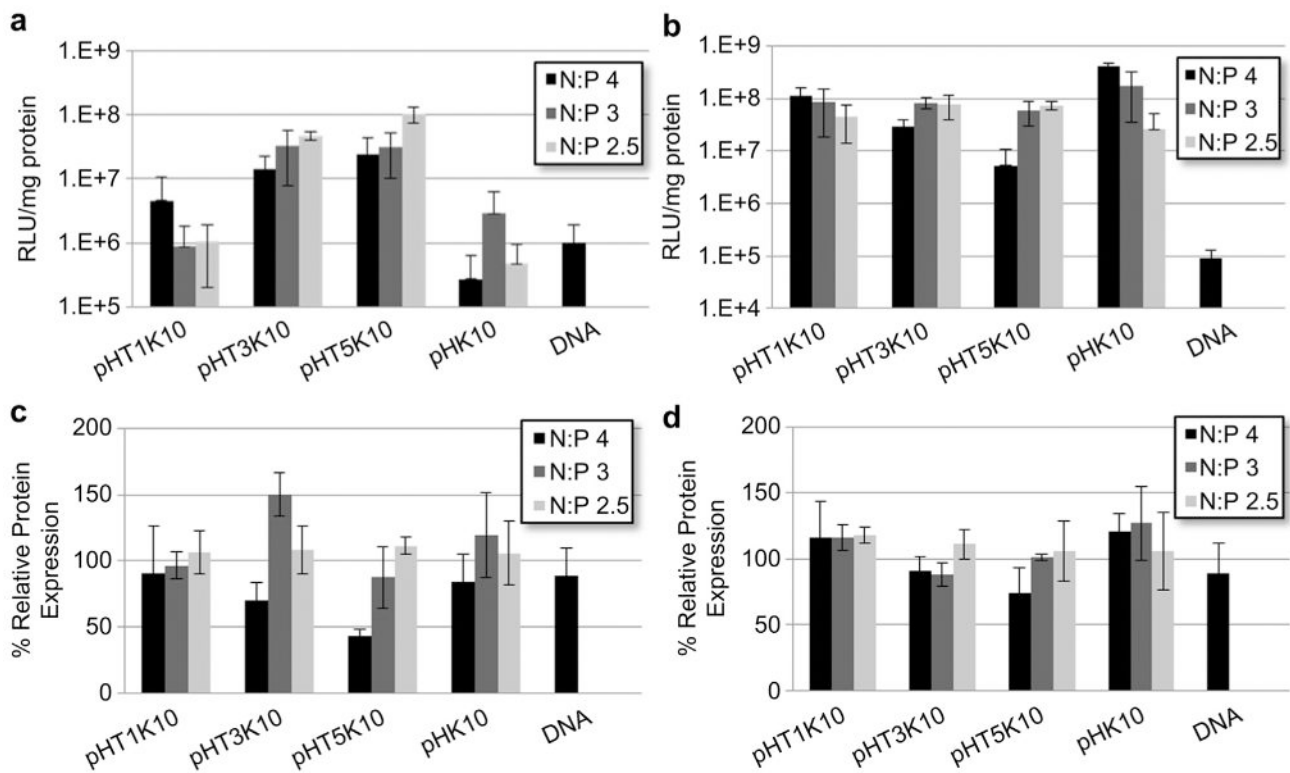 a
1.E+9
1.E+8
1.E+7
1.E+6
1.E+5
RLU/mg protein
N:P 4
N:P 3
N:P 2.5
pHT1K10
pHT3K10
pHT5K10
pHK10
DNA
b
1.E+9
1.E+8
1.E+7
1.E+6
1.E+5
1.E+4
RLU/mg protein
N:P 4
N:P 3
N:P 2.5
pHT1K10
pHT3K10
pHT5K10
pHK10
DNA
c
200
150
100
50
0
% Relative Protein
Expression
N:P 4
N:P 3
N:P 2.5
pHT1K10
pHT3K10
pHT5K10
pHK10
DNA
d
200
150
100
50
0
% Relative Protein
Expression
N:P 4
N:P 3
N:P 2.5
pHT1K10
pHT3K10
pHT5K10
pHK10
DNA